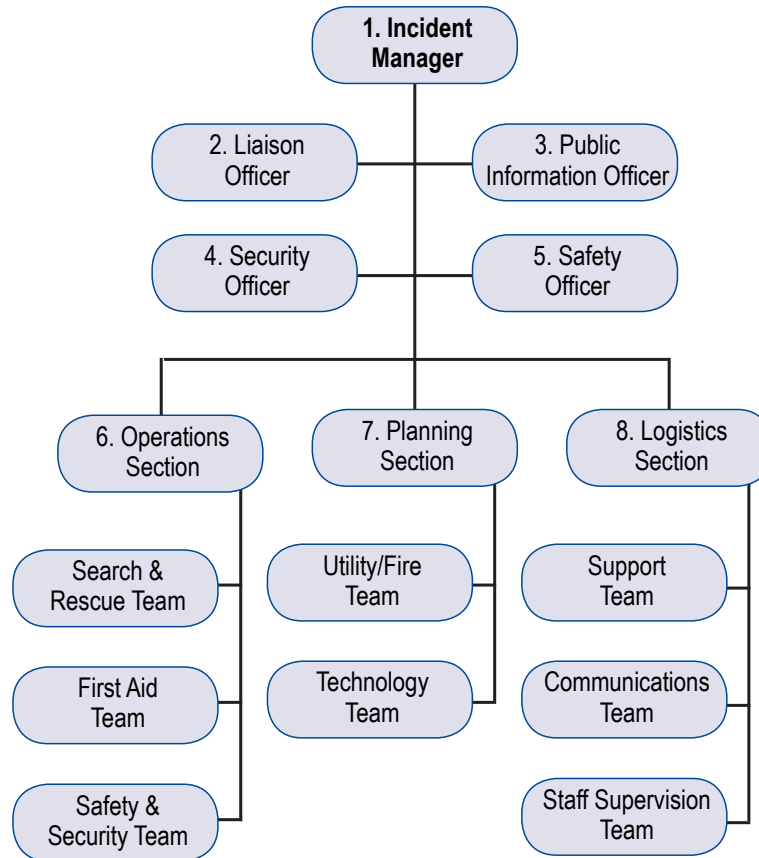 1. Incident
Manager
2. Liaison
Officer
3. Public
Information Officer
4. Security
Officer
5. Safety
Officer
6. Operations
Section
7. Planning
Section
8. Logistics
Section
Search &
Rescue Team
Utility/Fire
Team
Support
Team
First Aid
Team
Technology
Team
Communications
Team
Safety &
Security Team
Staff Supervision
Team